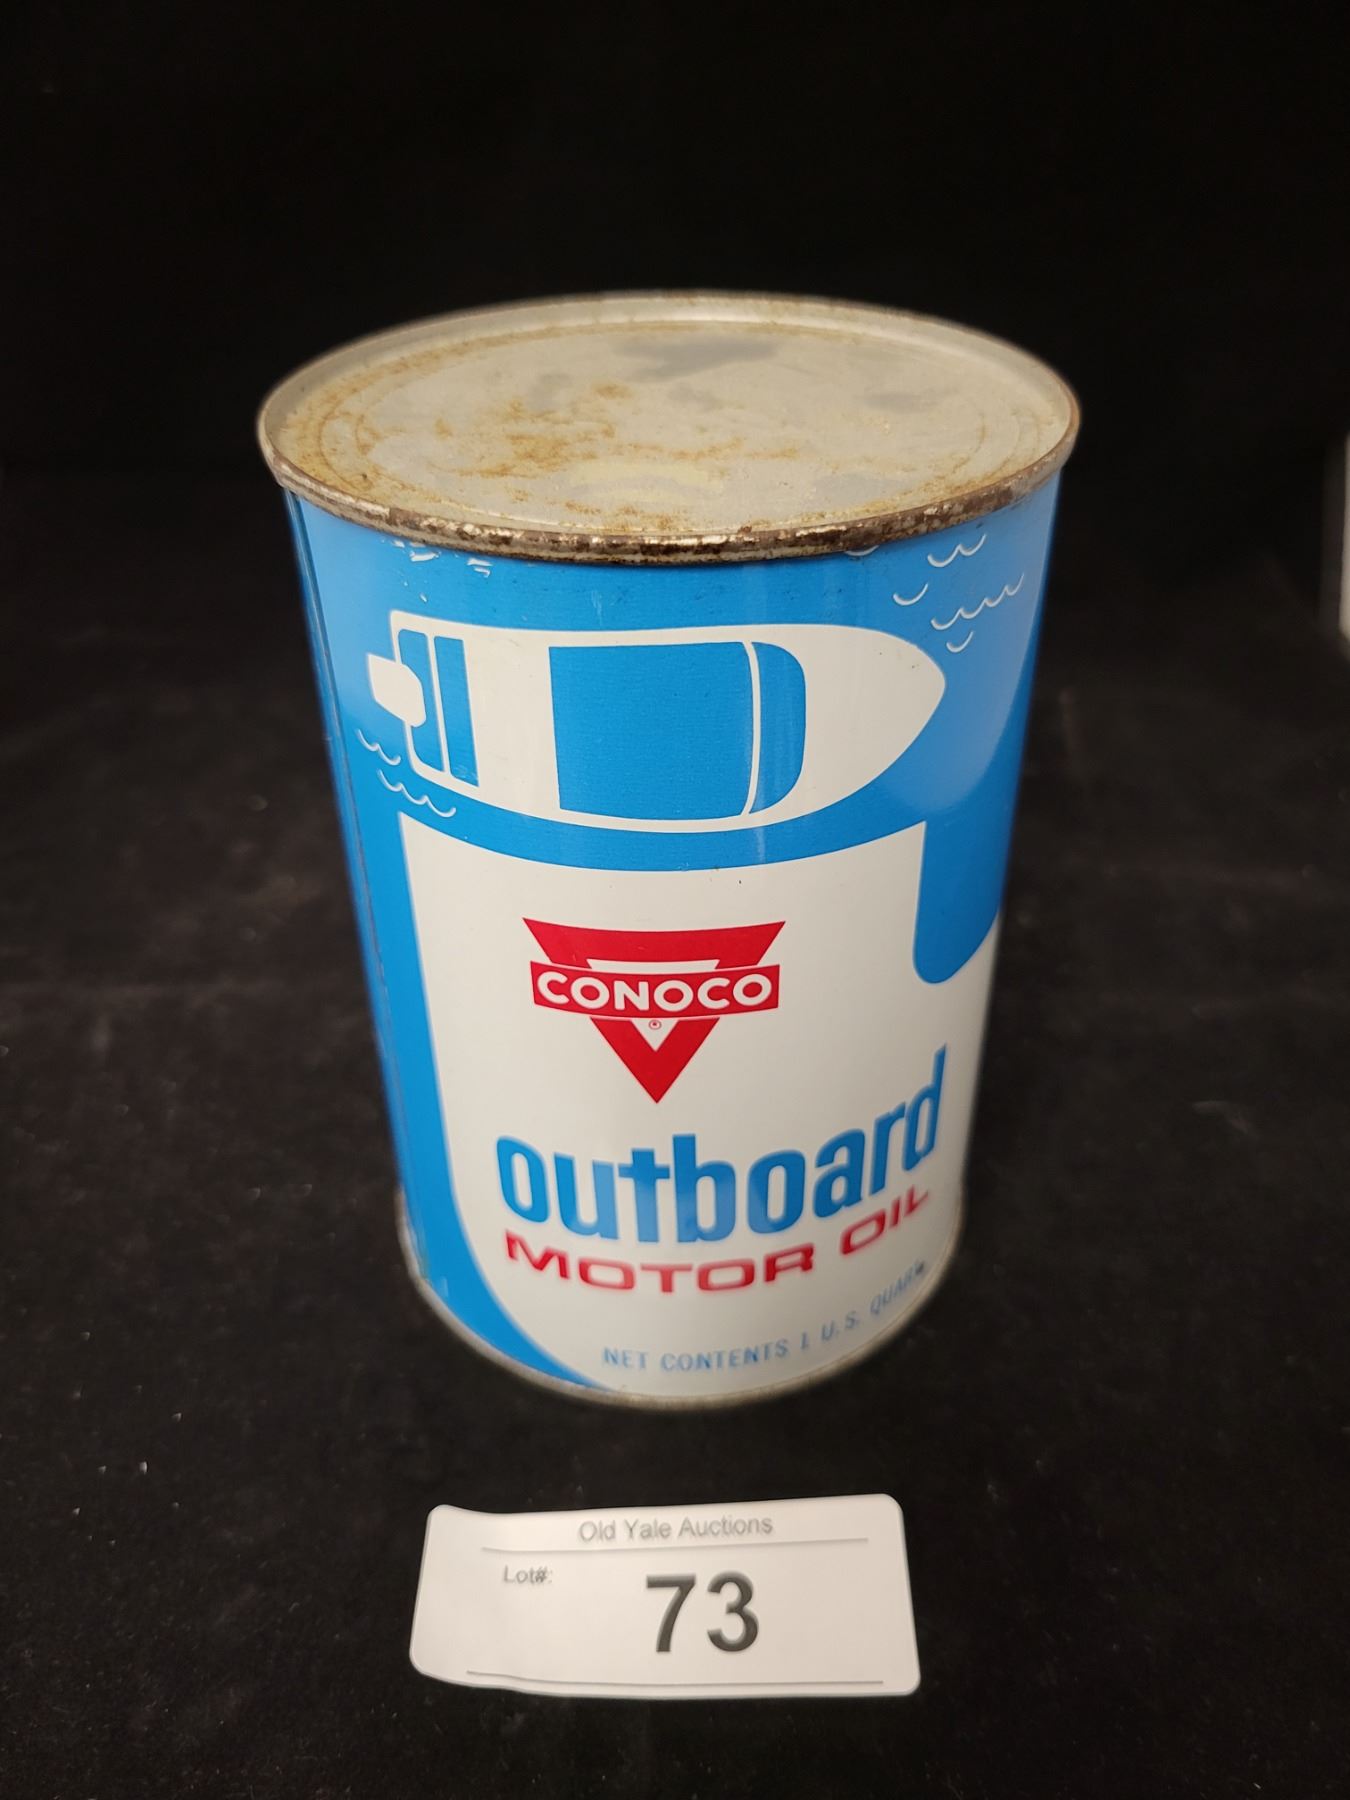 CONOCO
®
outboard
MOTOR OIL
NET CONTENTS 1 U.S. QUART
Old Yale Auctions
Lot#:
73